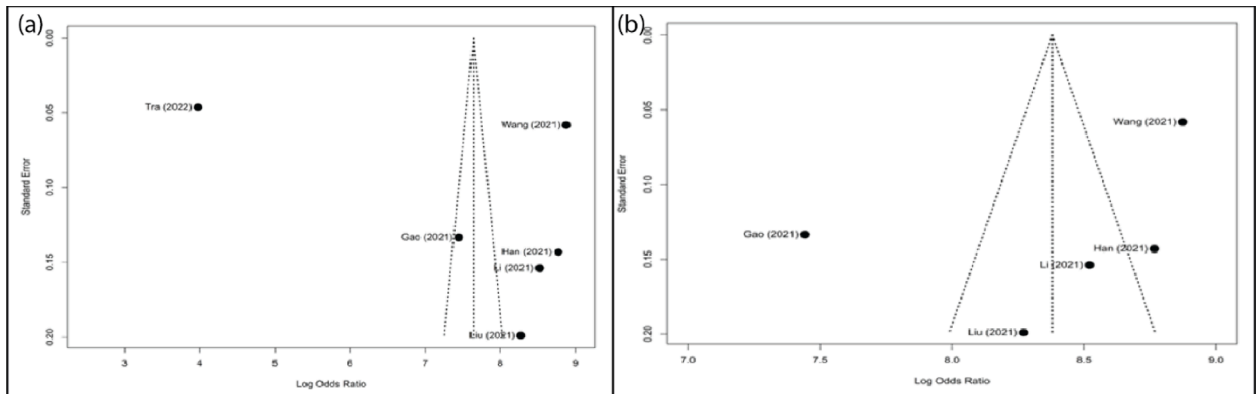 (a)
0.00
Tra (2022)
0.05
Wang (2021)
0.10
Standard Error
Gao (2021)
Han (2021)
0.15
Li (2021)
0.20
Liu (2021)
3 4 5 6 7 8 9
Log Odds Ratio
(b)
0.00
0.05
Wang (2021)
0.10
Standard Error
Gao (2021)
Han (2021)
0.15
Li (2021)
0.20
Liu (2021)
7.0 7.5 8.0 8.5 9.0
Log Odds Ratio